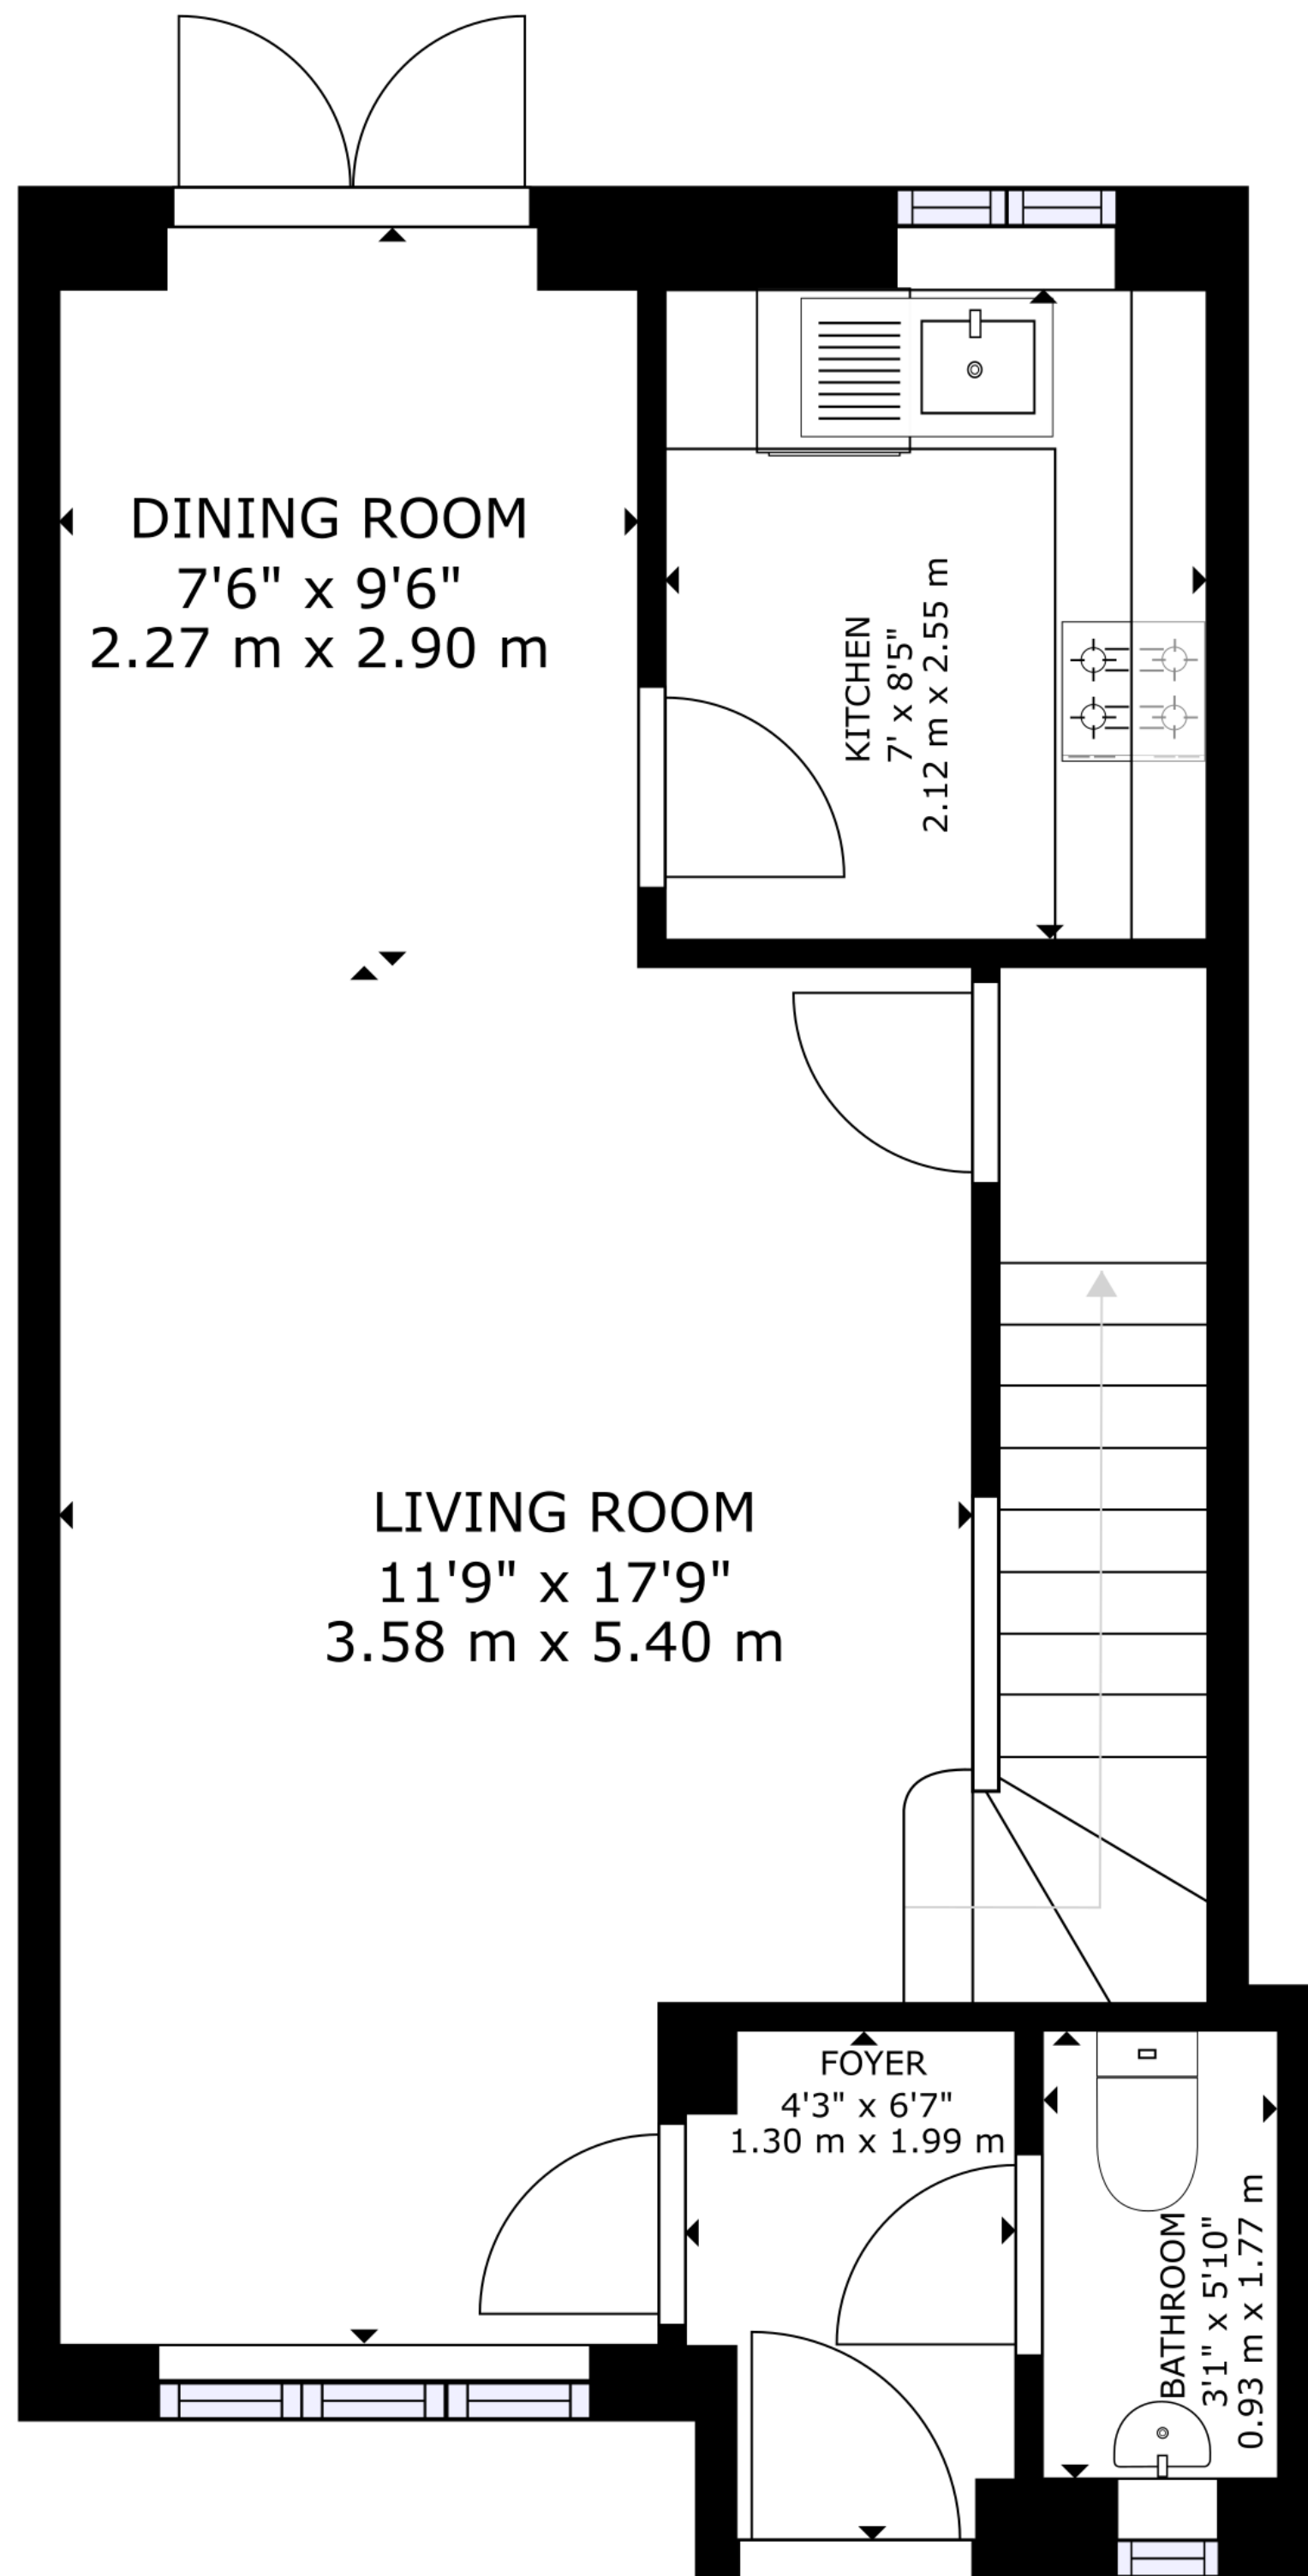 DINING ROOM
7'6" x 9'6"
2.27 m x 2.90 m
KITCHEN
7' x 8'5"
2.12 m x 2.55 m
LIVING ROOM
11'9" x 17'9"
3.58 m x 5.40 m
FOYER
4'3" x 6'7"
1.30 m x 1.99 m
BATHROOM
3'1" x 5'10"
0.93 m x 1.77 m